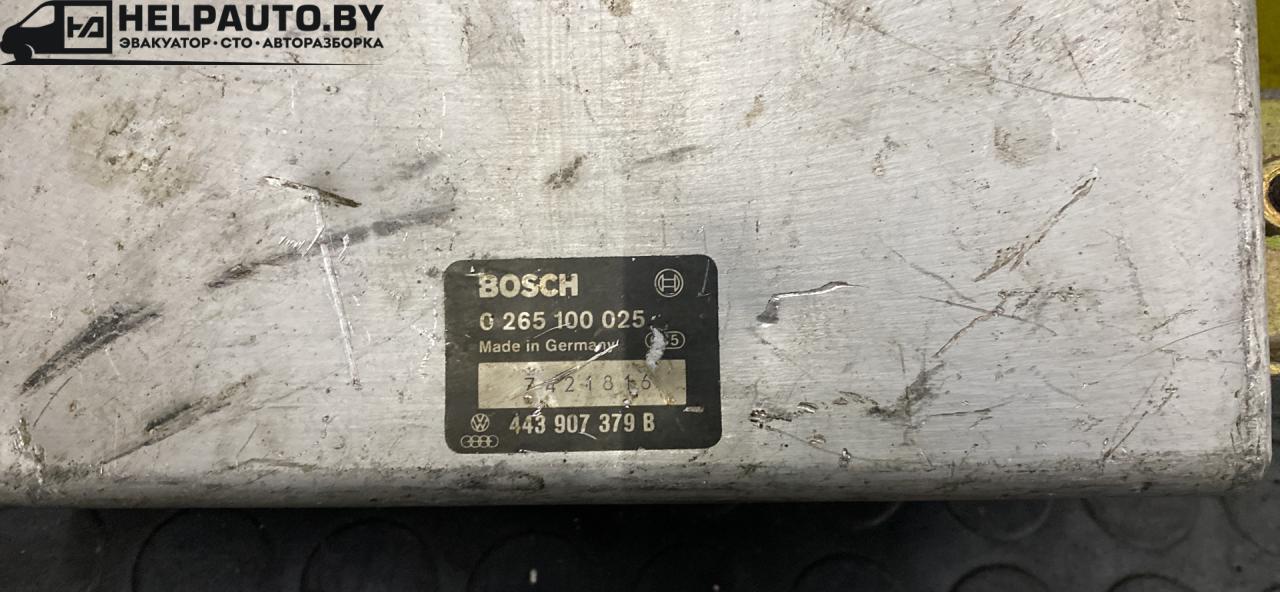 HELPAUTO.BY
ЭВАКУАТОР · СТО · АВТОРАЗБОРКА
BOSCH
0 265 100 025
Made in Germany
7421816
443 907 379 B